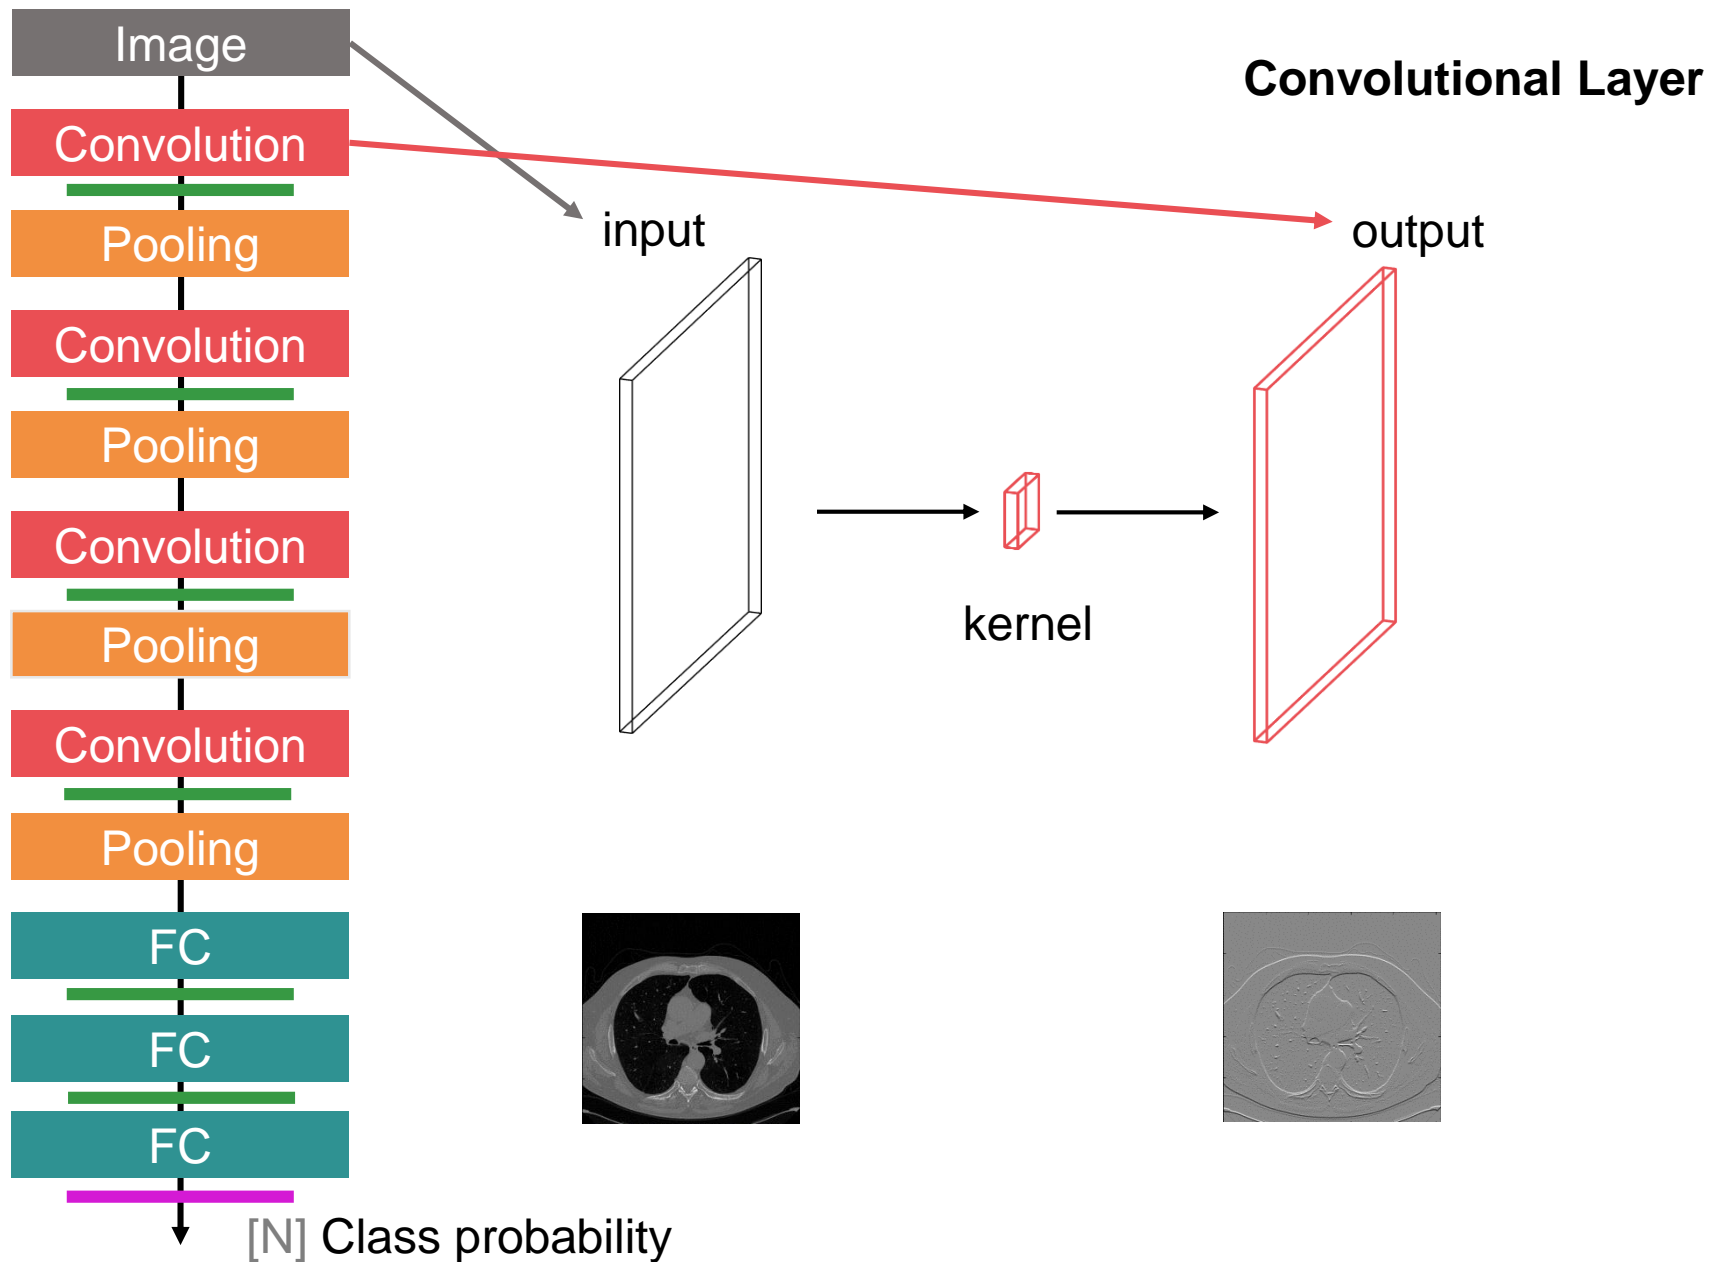 Image
Convolution
Pooling
Convolution
Pooling
Convolution
Pooling
Convolution
Pooling
FC
FC
FC
[N] Class probability
Convolutional Layer
input
output
kernel